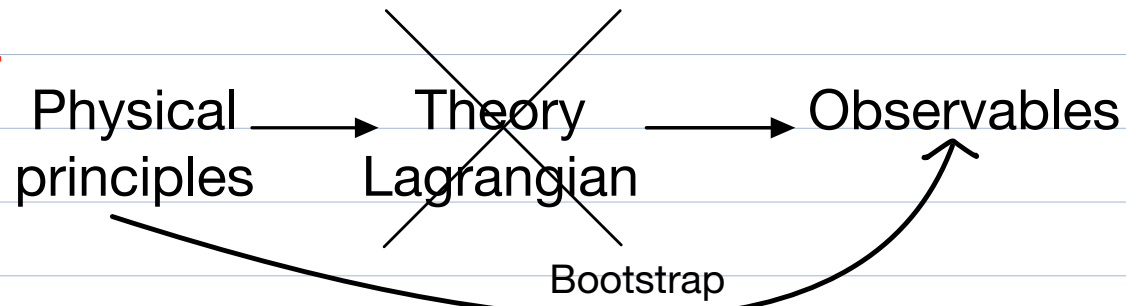 Physical Theory Observables
principles Lagrangian
Bootstrap